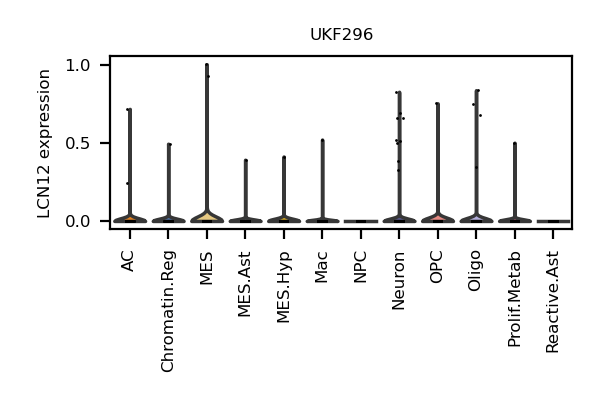 UKF296
LCN12 expression
1.0
0.5
0.0
AC
Chromatin.Reg
MES
MES.Ast
MES.Hyp
Mac
NPC
Neuron
OPC
Oligo
Prolif.Metab
Reactive.Ast